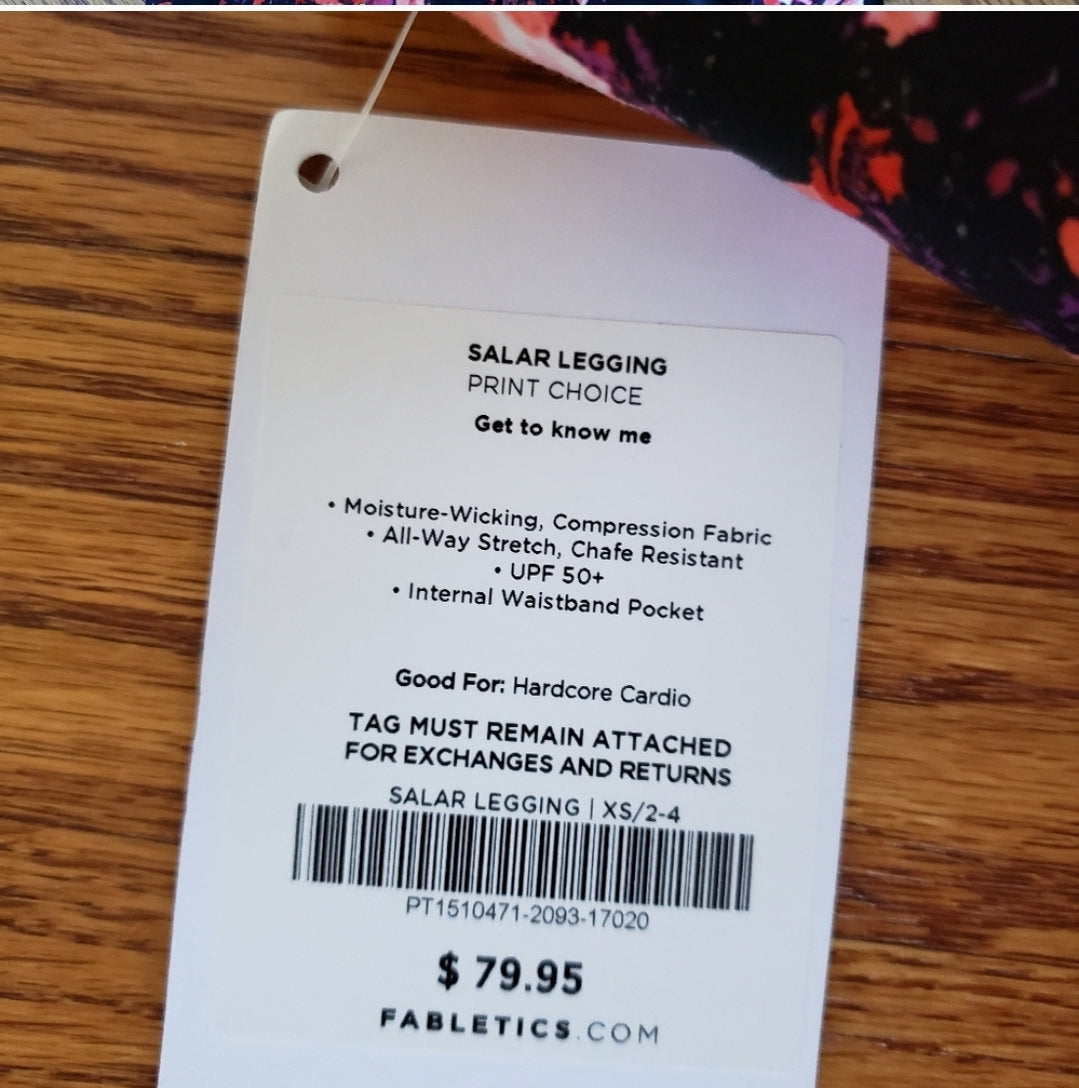 SALAR LEGGING
PRINT CHOICE
Get to know me
• Moisture-Wicking, Compression Fabric
• All-Way Stretch, Chafe Resistant
• UPF 50+
• Internal Waistband Pocket
Good For: Hardcore Cardio
TAG MUST REMAIN ATTACHED
FOR EXCHANGES AND RETURNS
SALAR LEGGING | XS/2-4
PT1510471-2093-17020
$ 79.95
FABLETICS.COM